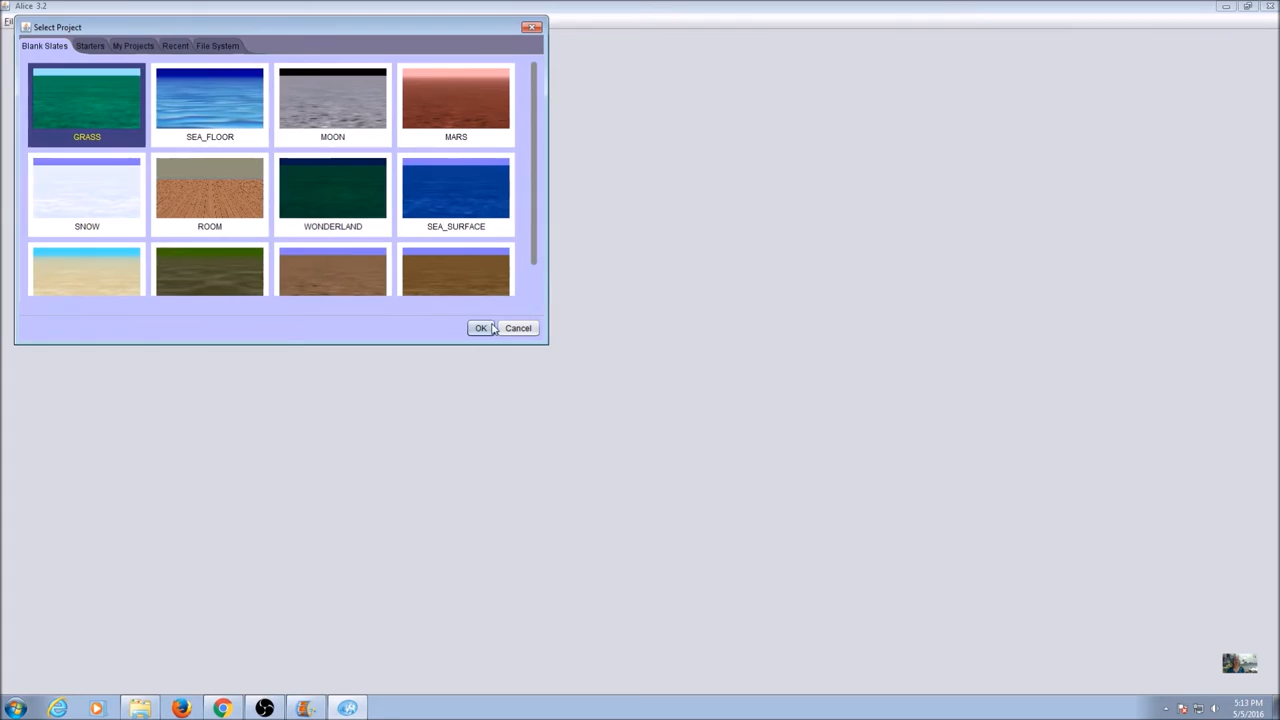 Alice 3.2
Select Project
Blank Slates Starters My Projects Recent File System
GRASS SEA_FLOOR MOON MARS
SNOW ROOM WONDERLAND SEA_SURFACE
OK Cancel
5:13 PM
5/5/2016